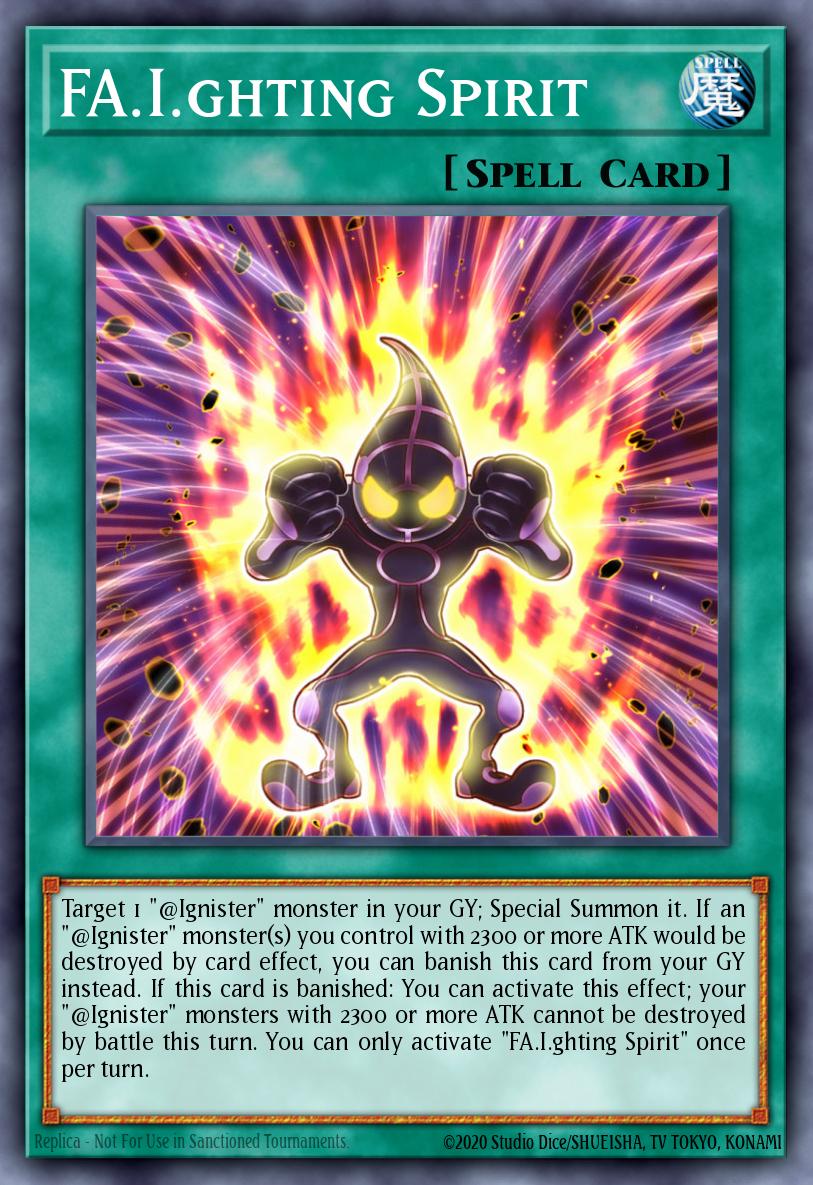 FA.I.GHTING SPIRIT
SPELL
魔
[SPELL CARD]
Target 1 "@Ignister" monster in your GY; Special Summon it. If an
"@Ignister" monster(s) you control with 2300 or more ATK would be
destroyed by card effect, you can banish this card from your GY
instead. If this card is banished: You can activate this effect; your
"@Ignister" monsters with 2300 or more ATK cannot be destroyed
by battle this turn. You can only activate "FA.I.ghting Spirit" once
per turn.
Replica - Not For Use in Sanctioned Tournaments.
©2020 Studio Dice/SHUEISHA, TV TOKYO, KONAMI